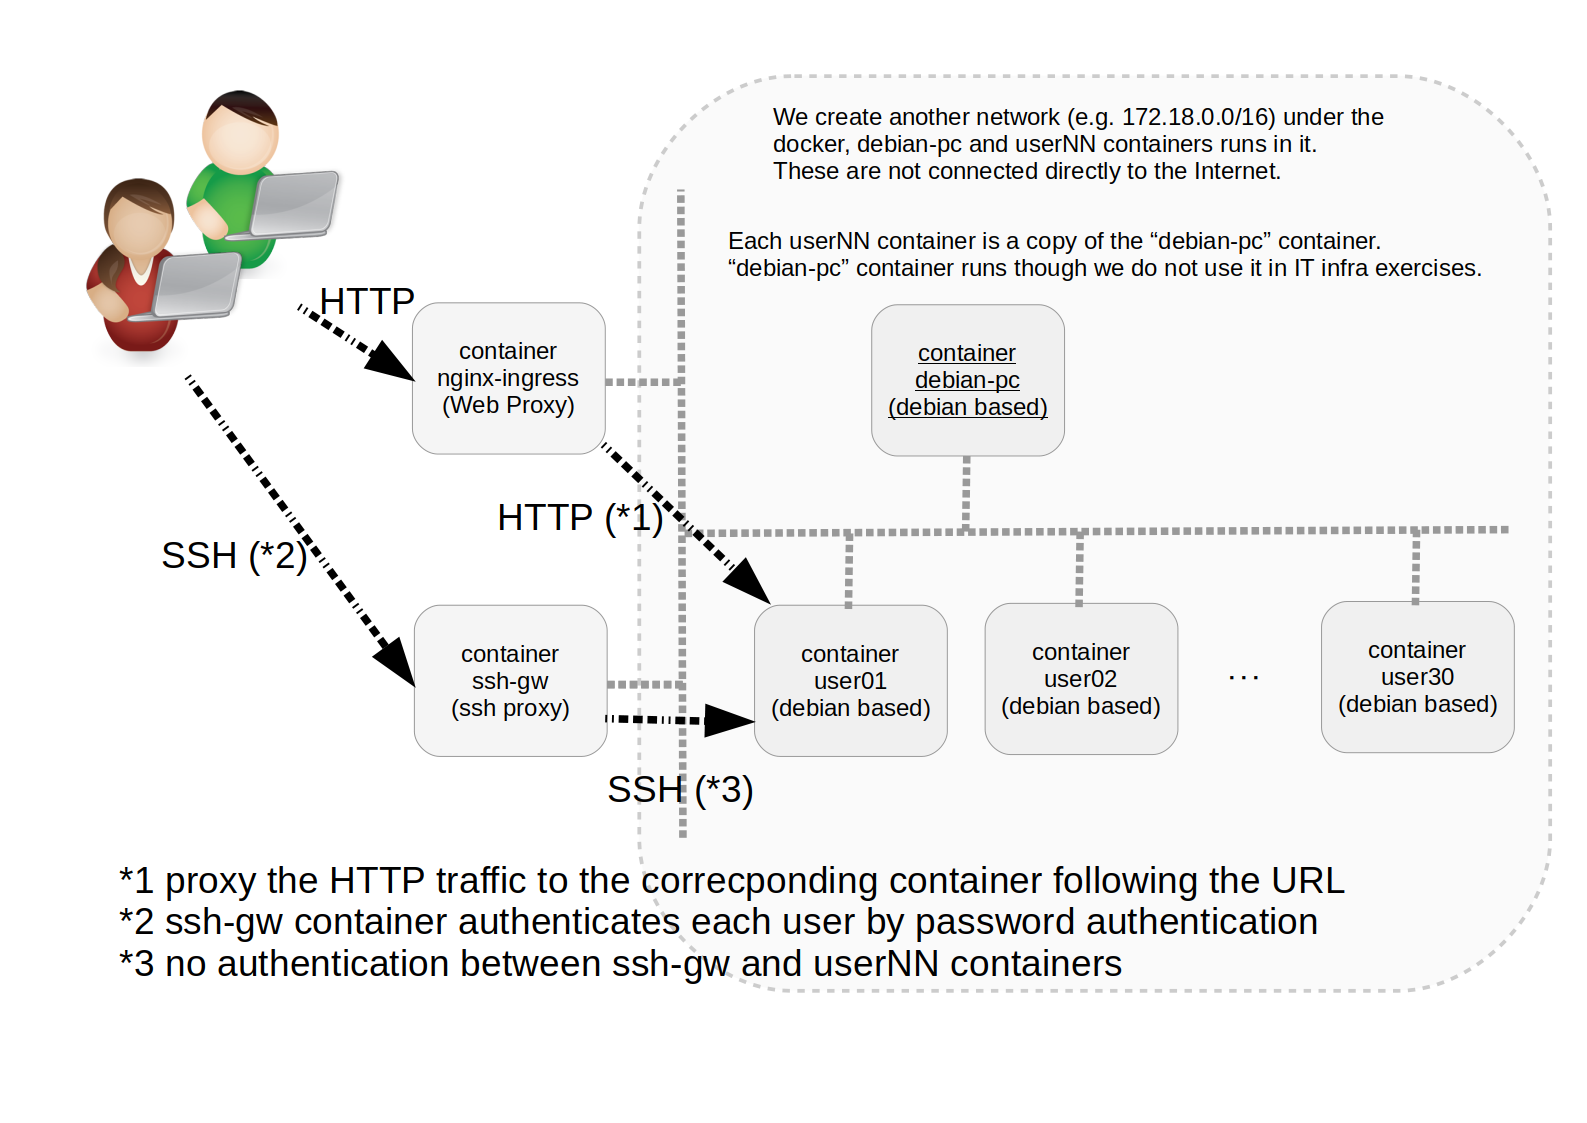 We create another network (e.g. 172.18.0.0/16) under the
docker, debian-pc and userNN containers runs in it.
These are not connected directly to the Internet.
Each userNN container is a copy of the “debian-pc” container.
“debian-pc” container runs though we do not use it in IT infra exercises.
HTTP
container
nginx-ingress
(Web Proxy)
container
debian-pc
(debian based)
HTTP (*1)
SSH (*2)
container
ssh-gw
(ssh proxy)
container
user01
(debian based)
container
user02
(debian based)
...
container
user30
(debian based)
SSH (*3)
*1 proxy the HTTP traffic to the correcponding container following the URL
*2 ssh-gw container authenticates each user by password authentication
*3 no authentication between ssh-gw and userNN containers